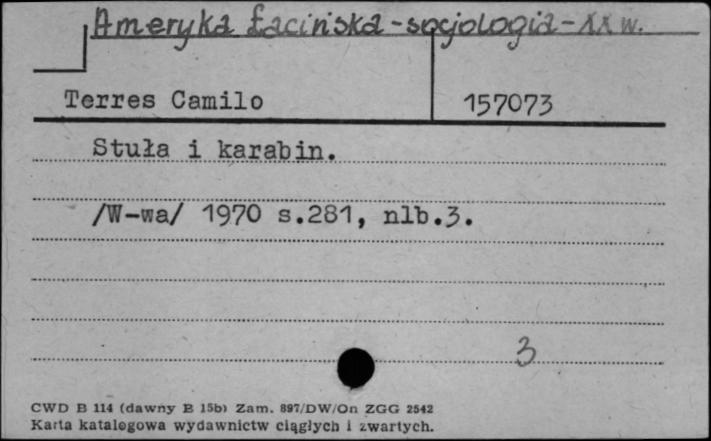 Ameryka Łacińska - socjologia - XX w.
Terres Camilo 157073
Stuła i karabin.
/W-wa/ 1970 s.281, nlb.3.
3
CWD B 114 (dawny B 15b) Zam. 897/DW/On ZGG 2542
Karta katalogowa wydawnictw ciągłych i zwartych.